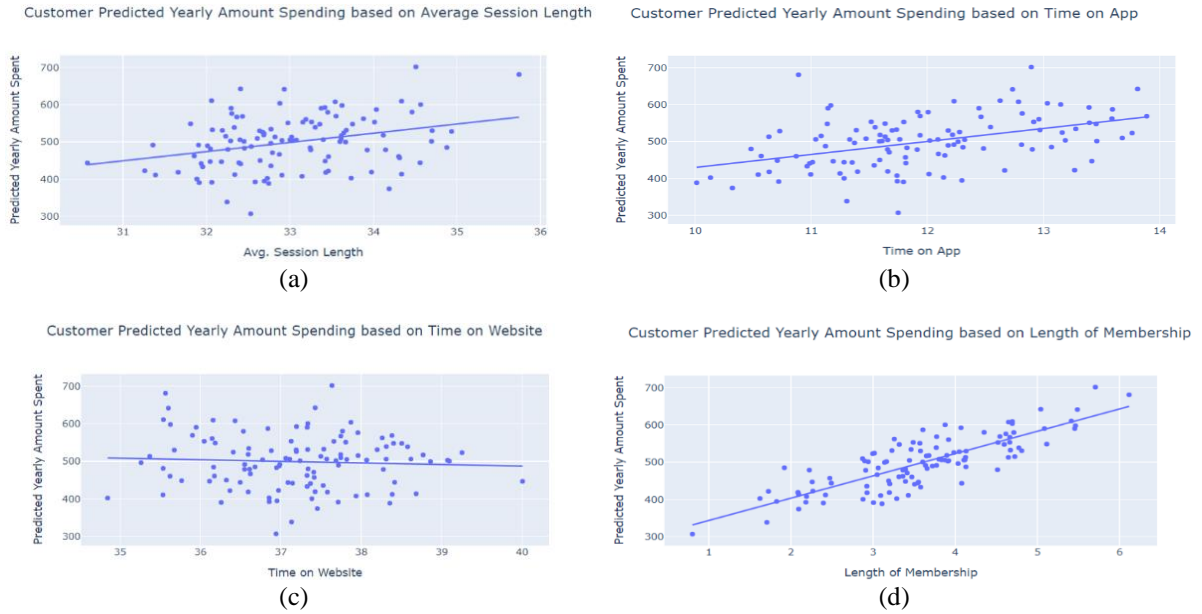 Customer Predicted Yearly Amount Spending based on Average Session Length
Predicted Yearly Amount Spent
700
600
500
400
300
31
32
33
34
35
36
Avg. Session Length
(a)
Customer Predicted Yearly Amount Spending based on Time on App
Predicted Yearly Amount Spent
700
600
500
400
300
10
11
12
13
14
Time on App
(b)
Customer Predicted Yearly Amount Spending based on Time on Website
Predicted Yearly Amount Spent
700
600
500
400
300
35
36
37
38
39
40
Time on Website
(c)
Customer Predicted Yearly Amount Spending based on Length of Membership
Predicted Yearly Amount Spent
700
600
500
400
300
1
2
3
4
5
6
Length of Membership
(d)